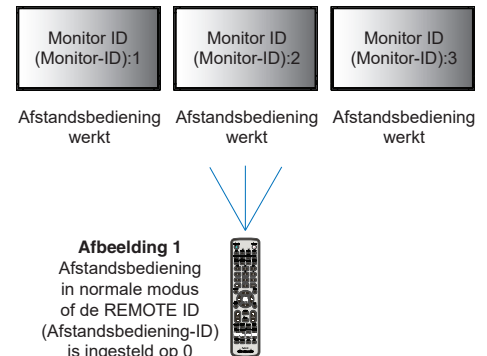 Monitor ID
(Monitor-ID):1
Monitor ID
(Monitor-ID):2
Monitor ID
(Monitor-ID):3
Afstandsbediening
werkt
Afstandsbediening
werkt
Afstandsbediening
werkt
Afbeelding 1
Afstandsbediening
in normale modus
of de REMOTE ID
(Afstandsbediening-ID)
is ingesteld op 0